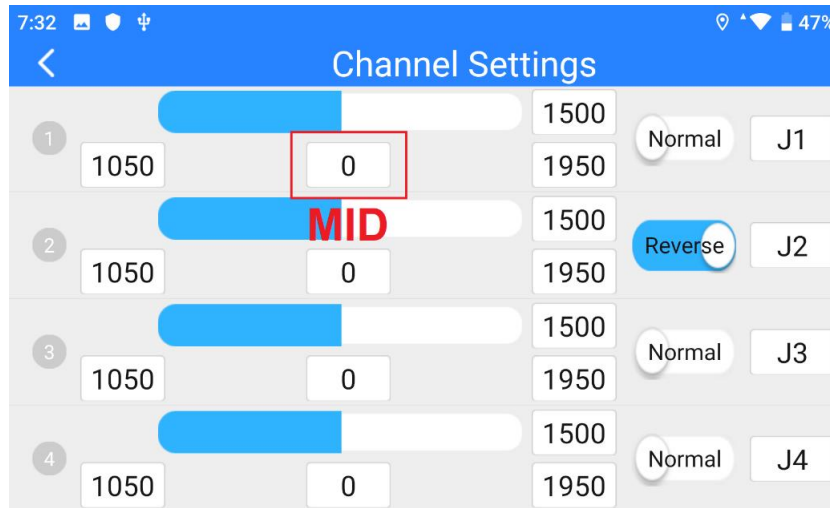 7:32 47%
Channel Settings
1 1500 Normal J1
1050 0 1950
MID
2 1500 Reverse J2
1050 0 1950
3 1500 Normal J3
1050 0 1950
4 1500 Normal J4
1050 0 1950